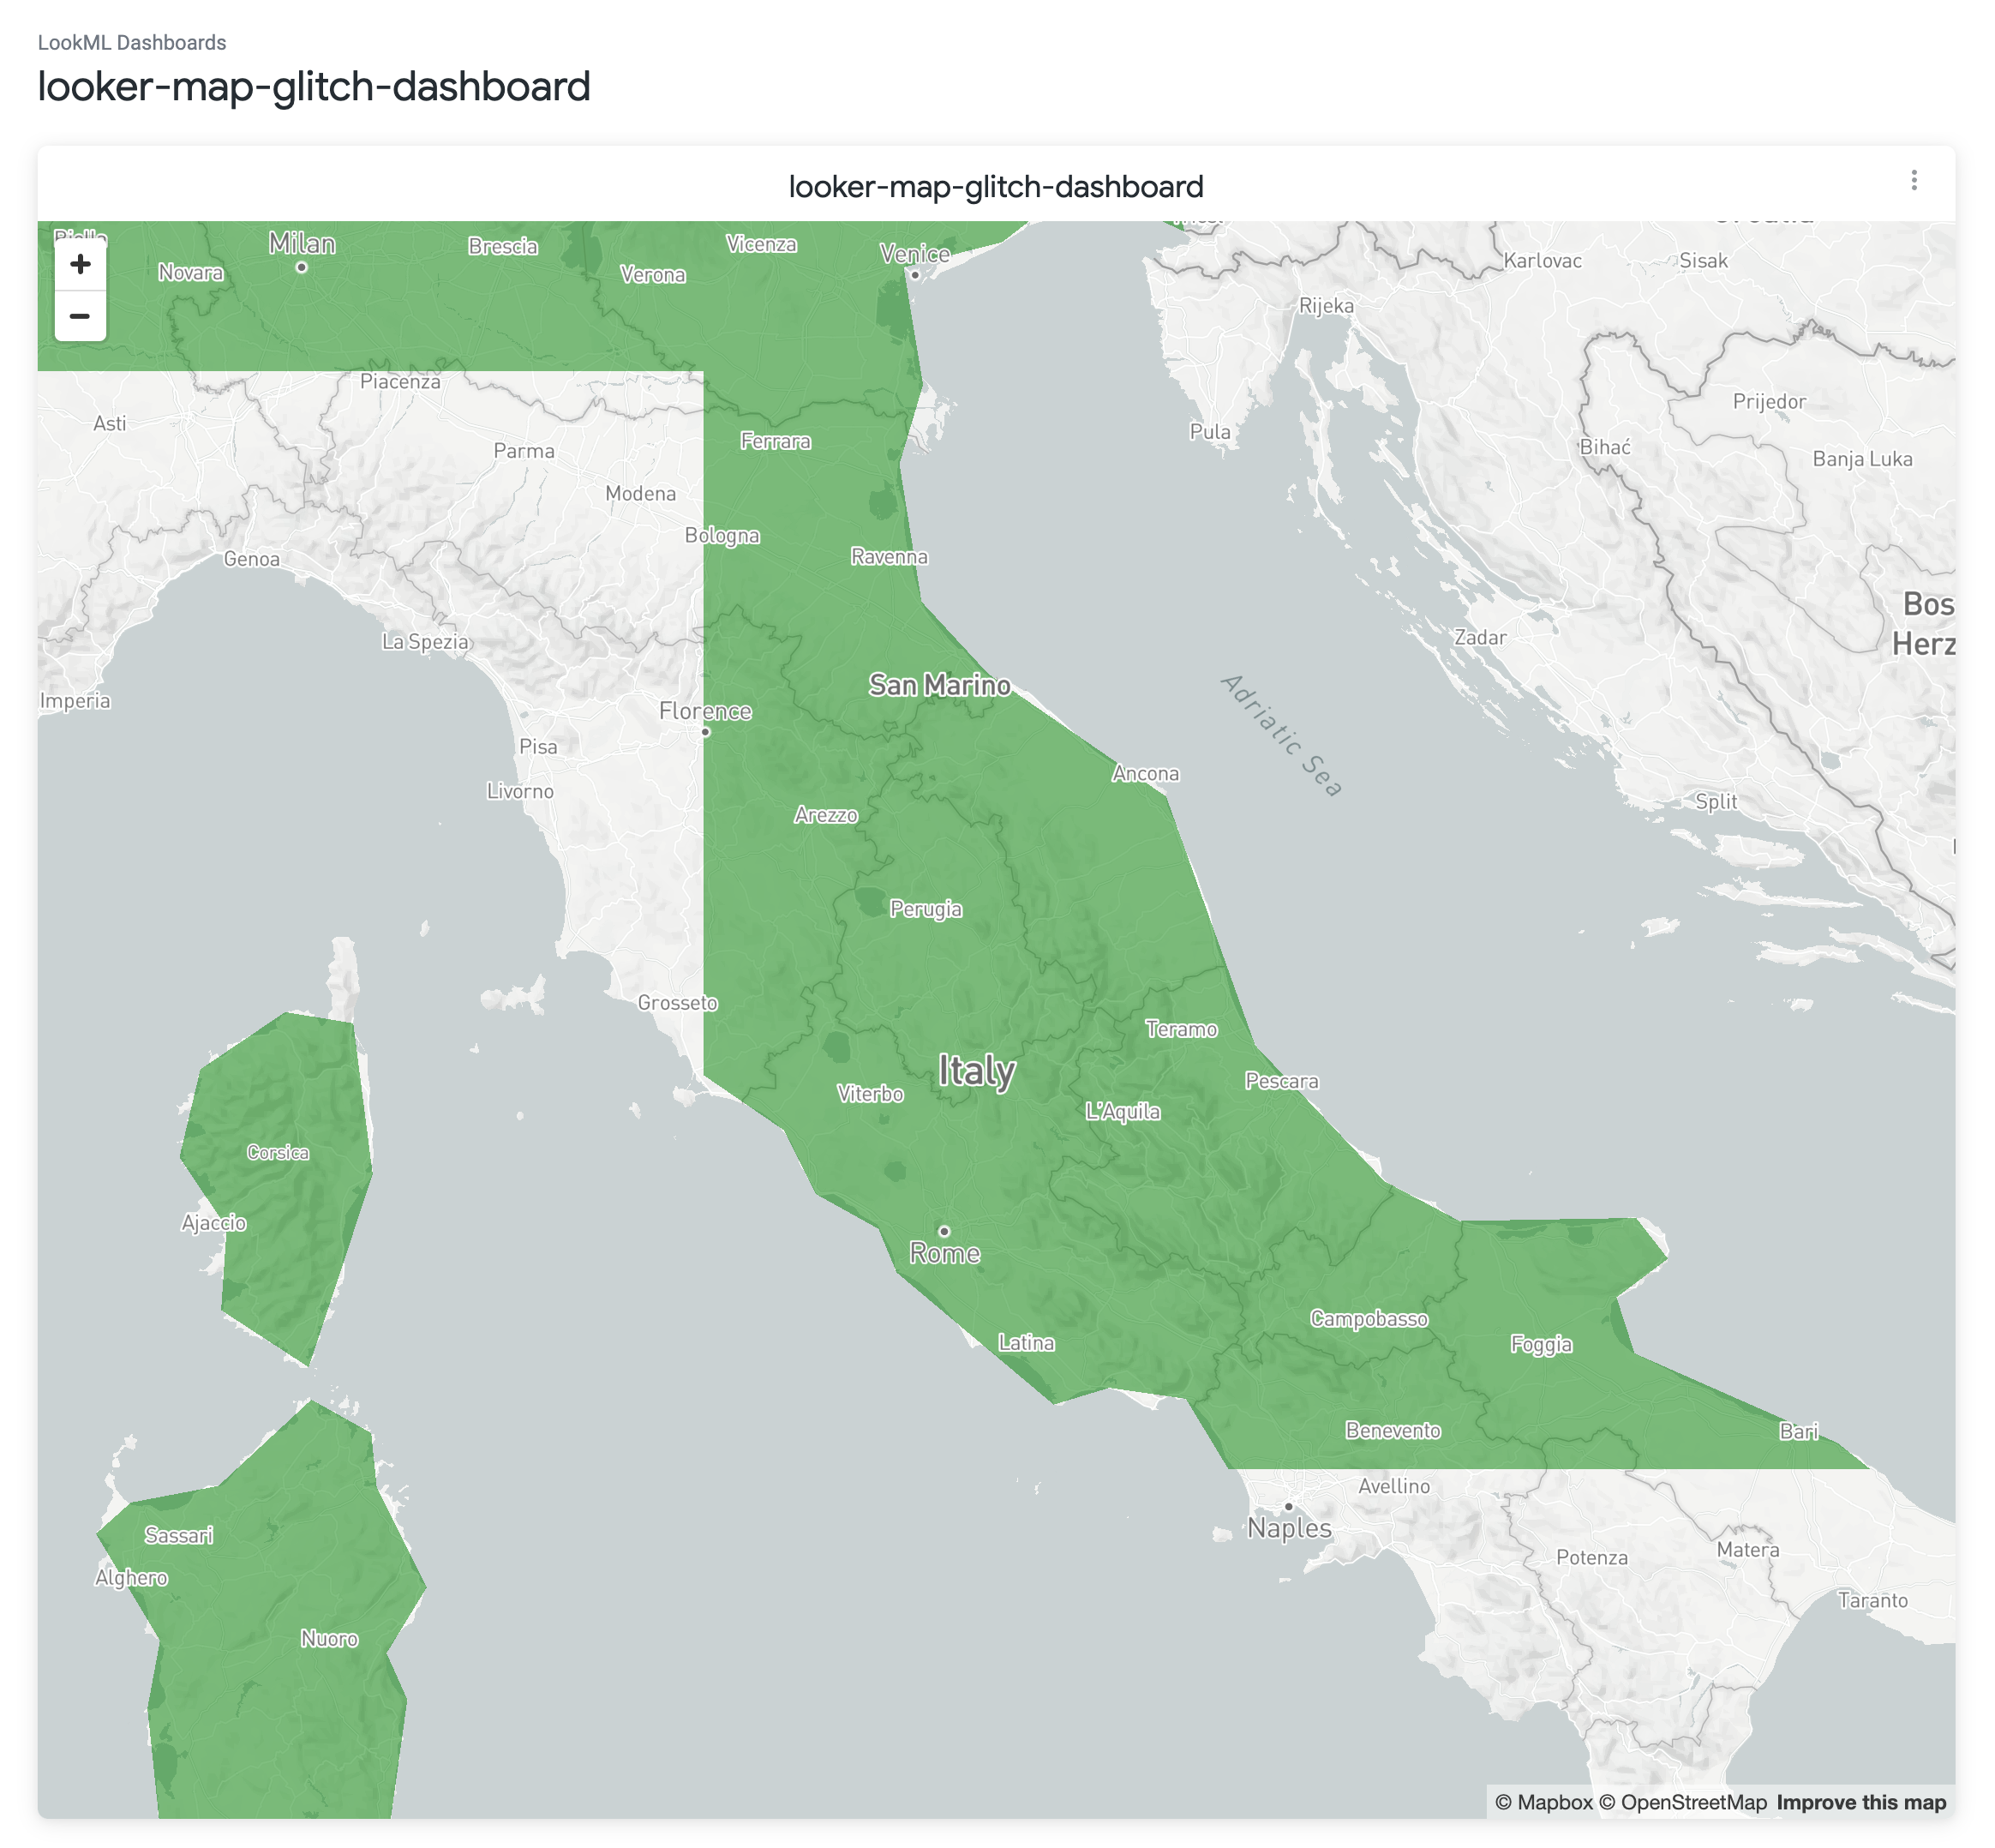 LookML Dashboards
looker-map-glitch-dashboard
looker-map-glitch-dashboard
Milan
Brescia
Vicenza
Venice
Karlovac
Sisak
Novara
Verona
+
−
Rijeka
Piacenza
Asti
Parma
Ferrara
Pula
Prijedor
Bihać
Banja Luka
Modena
Bologna
Ravenna
Genoa
Bos
Herz
La Spezia
Zadar
San Marino
Imperia
Florence
Adriatic Sea
Pisa
Ancona
Livorno
Arezzo
Split
Perugia
Grosseto
Teramo
Italy
Pescara
Viterbo
L'Aquila
Corsica
Ajaccio
Rome
Campobasso
Latina
Foggia
Benevento
Bari
Avellino
Sassari
Naples
Alghero
Potenza
Matera
Taranto
Nuoro
© Mapbox © OpenStreetMap Improve this map